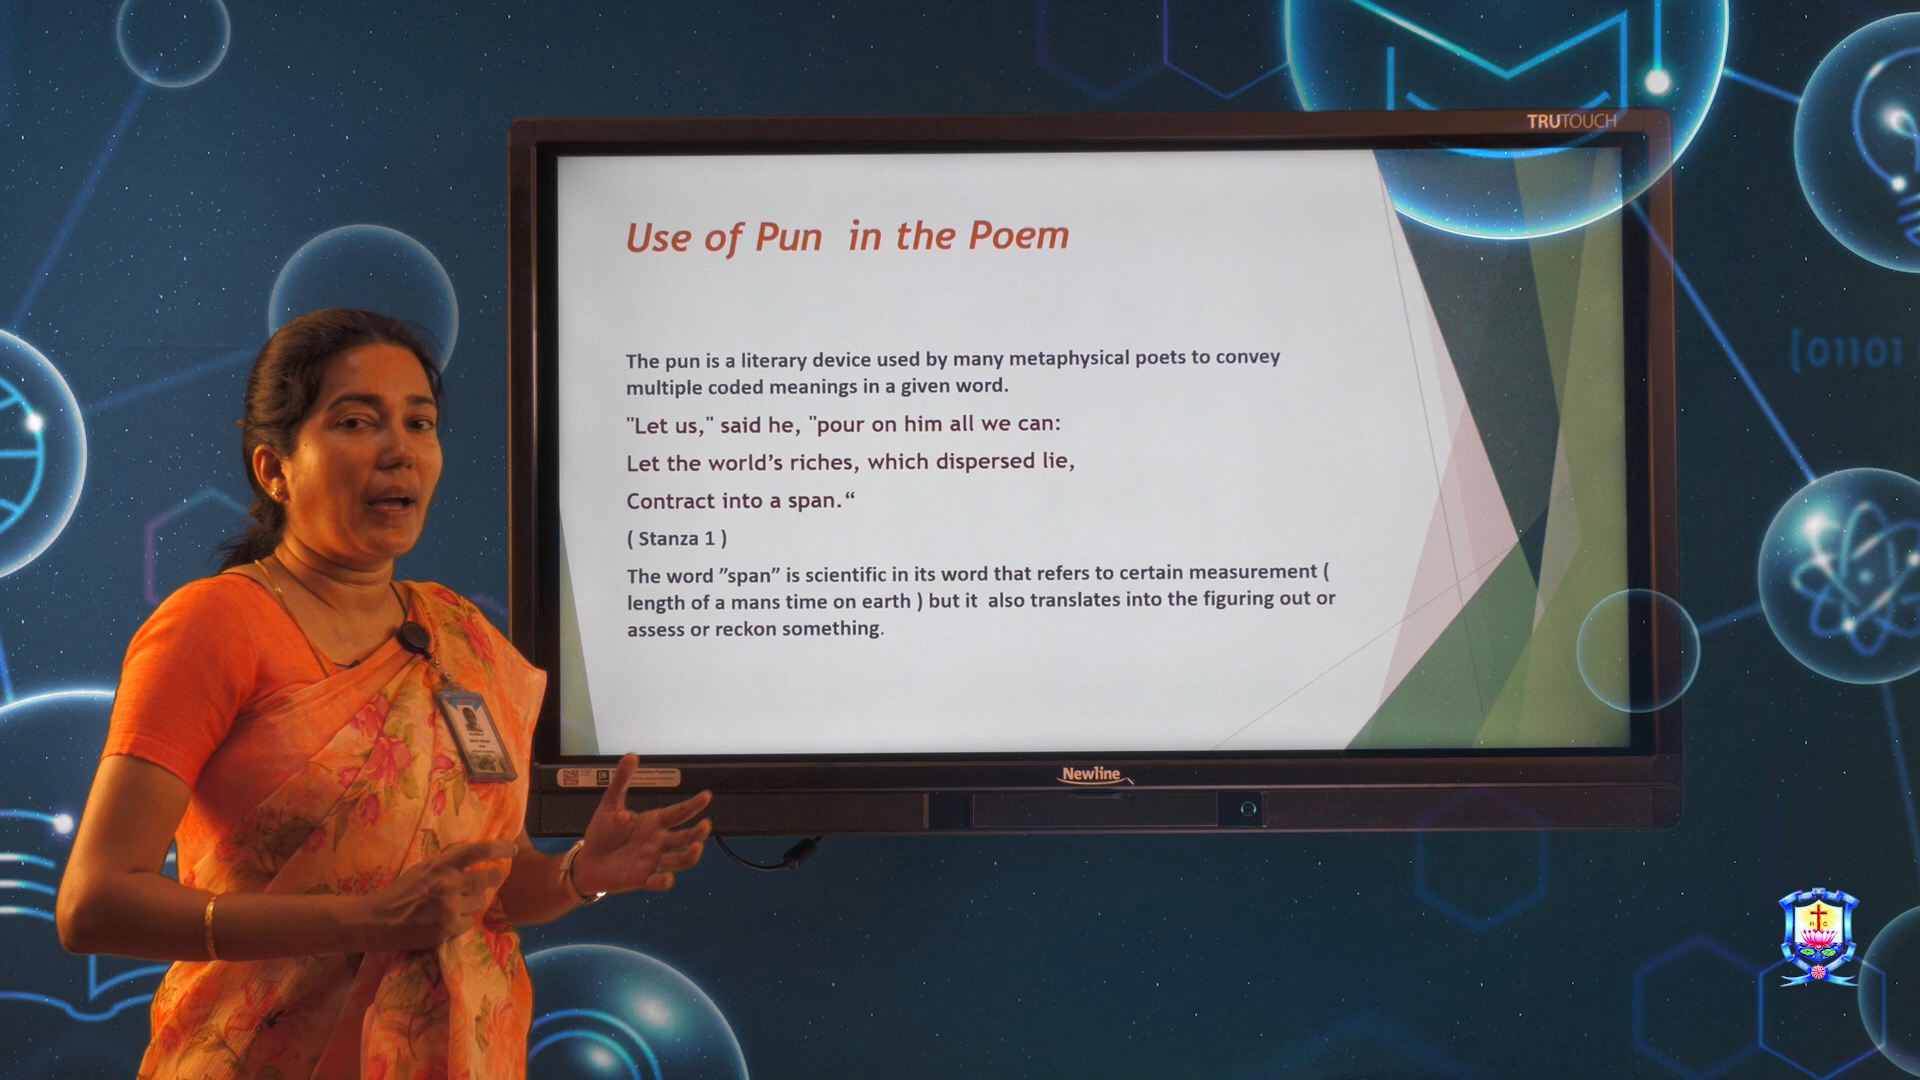 TRUTOUCH
Use of Pun in the Poem
The pun is a literary device used by many metaphysical poets to convey
multiple coded meanings in a given word.
"Let us," said he, "pour on him all we can:
Let the world’s riches, which dispersed lie,
Contract into a span.“
( Stanza 1 )
The word ”span” is scientific in its word that refers to certain measurement (
length of a mans time on earth ) but it also translates into the figuring out or
assess or reckon something.
Newline
[01101
H C